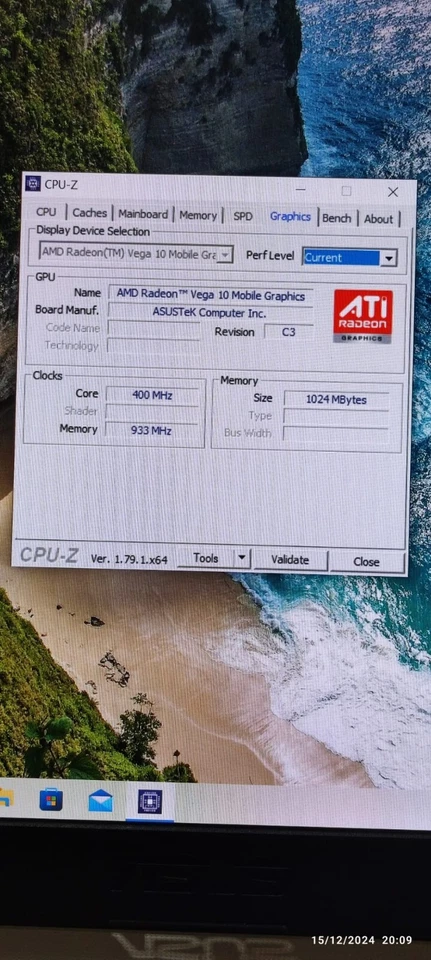 CPU-Z
CPU Caches Mainboard Memory SPD Graphics Bench About
Display Device Selection
AMD Radeon(TM) Vega 10 Mobile Gra Perf Level Current
GPU
Name AMD Radeon™ Vega 10 Mobile Graphics
Board Manuf. ASUSTeK Computer Inc.
Code Name Revision C3
Technology
ATI
RADEON
GRAPHICS
Clocks
Core 400 MHz
Shader
Memory 933 MHz
Memory
Size 1024 MBytes
Type
Bus Width
CPU-Z Ver. 1.79.1.x64 Tools Validate Close
15/12/2024 20:09